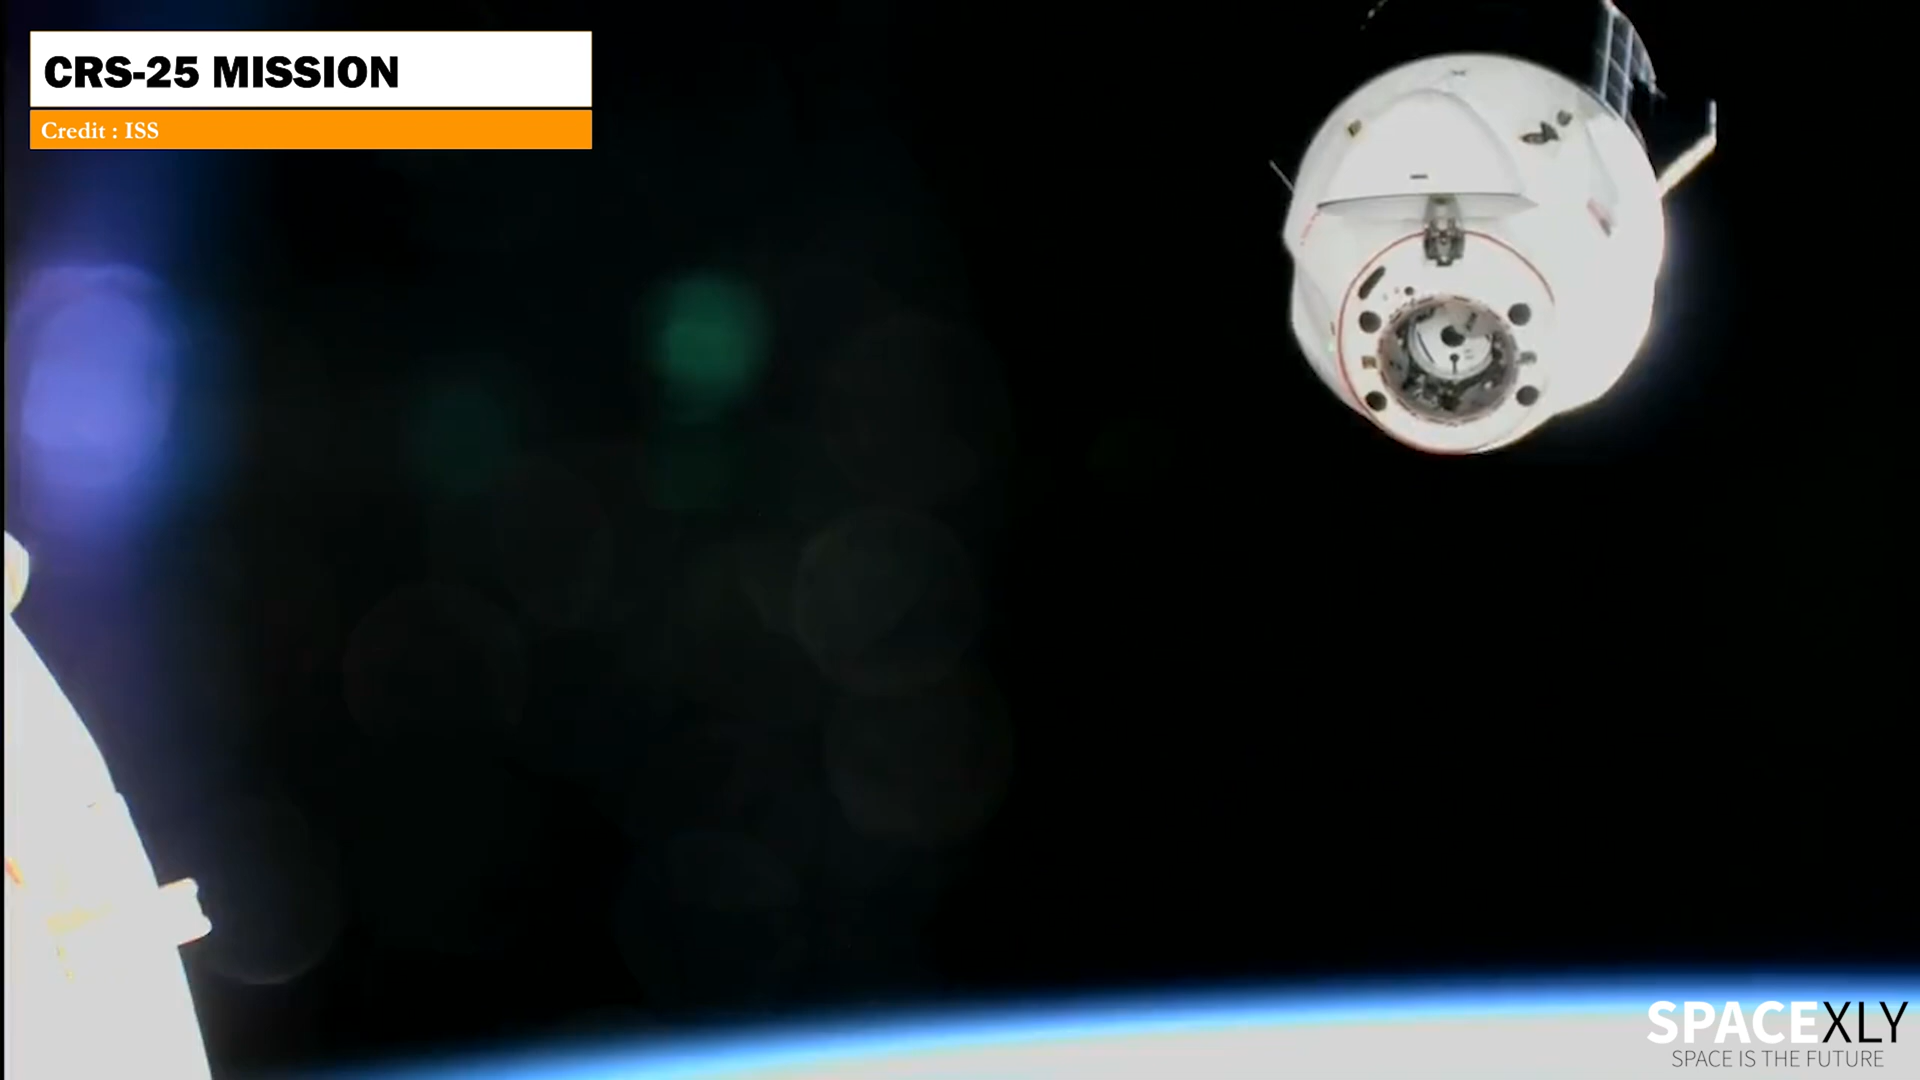 CRS-25 MISSION
Credit : ISS
SPACEXLY
SPACE IS THE FUTURE